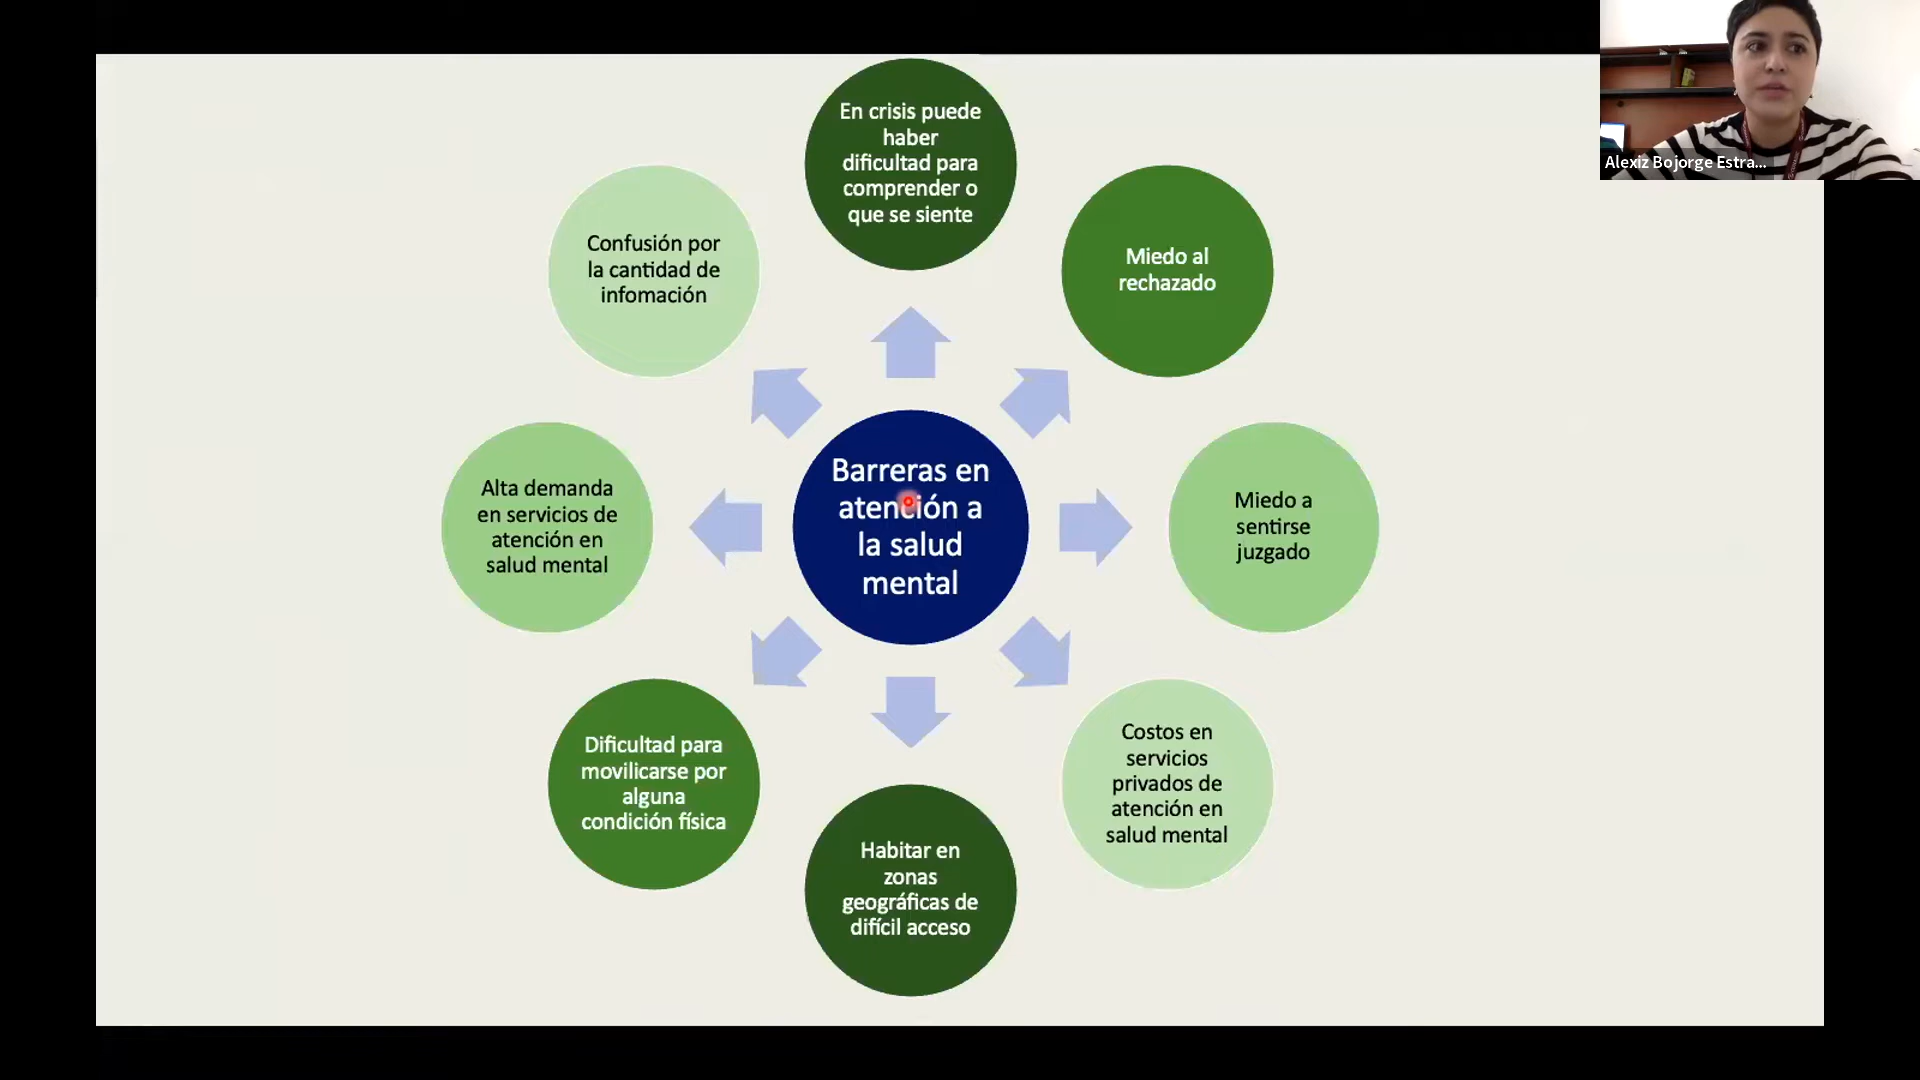 En crisis puede
haber
dificultad para
comprender o
que se siente
Miedo al
rechazado
Miedo a
sentirse
juzgado
Costos en
servicios
privados de
atención en
salud mental
Habitar en
zonas
geográficas de
difícil acceso
Dificultad para
movilicarse por
alguna
condición física
Alta demanda
en servicios de
atención en
salud mental
Confusión por
la cantidad de
infomación
Barreras en
atención a
la salud
mental
Alexiz Bojorge Estra...